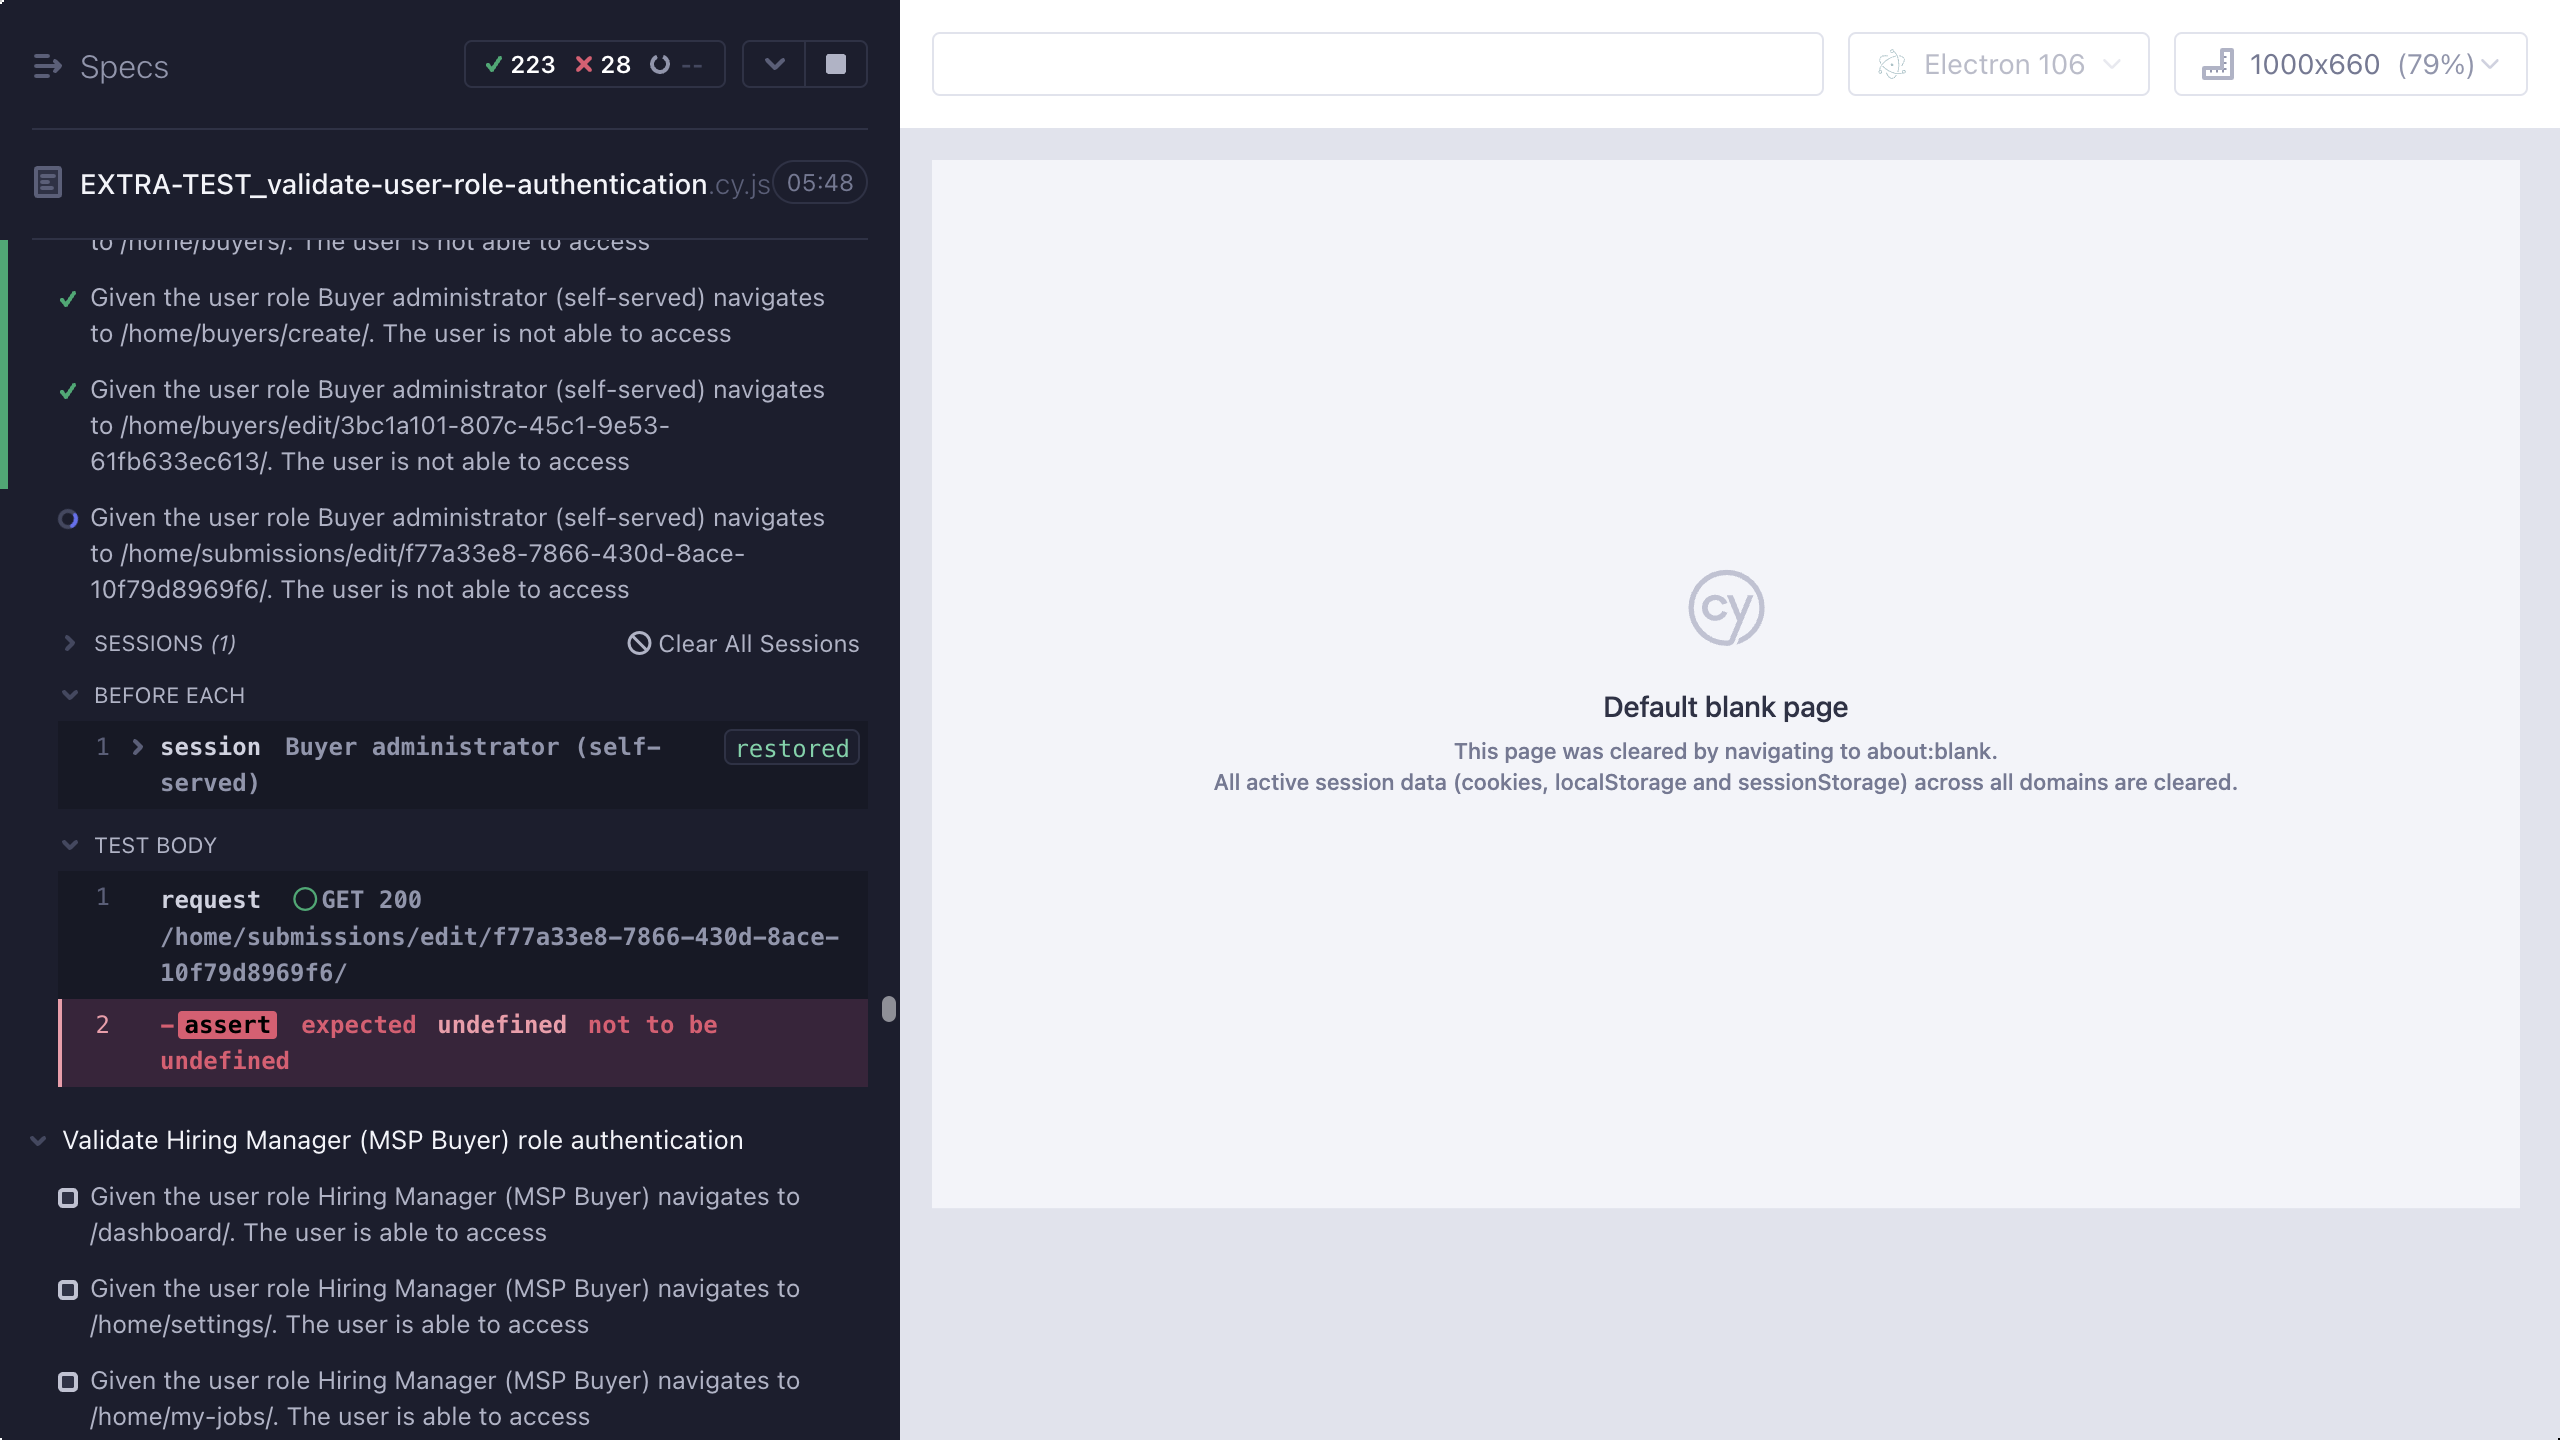 Specs
223 28 --
EXTRA-TEST_validate-user-role-authentication.cy.js 05:48
to /home/buyers/. The user is not able to access
Given the user role Buyer administrator (self-served) navigates
to /home/buyers/create/. The user is not able to access
Given the user role Buyer administrator (self-served) navigates
to /home/buyers/edit/3bc1a101-807c-45c1-9e53-
61fb633ec613/. The user is not able to access
Given the user role Buyer administrator (self-served) navigates
to /home/submissions/edit/f77a33e8-7866-430d-8ace-
10f79d8969f6/. The user is not able to access
SESSIONS (1) Clear All Sessions
BEFORE EACH
1 session Buyer administrator (self-
served) restored
TEST BODY
1 request GET 200
/home/submissions/edit/f77a33e8-7866-430d-8ace-
10f79d8969f6/
2 -assert expected undefined not to be
undefined
Validate Hiring Manager (MSP Buyer) role authentication
Given the user role Hiring Manager (MSP Buyer) navigates to
/dashboard/. The user is able to access
Given the user role Hiring Manager (MSP Buyer) navigates to
/home/settings/. The user is able to access
Given the user role Hiring Manager (MSP Buyer) navigates to
/home/my-jobs/. The user is able to access
Electron 106
1000x660 (79%)
cy
Default blank page
This page was cleared by navigating to about:blank.
All active session data (cookies, localStorage and sessionStorage) across all domains are cleared.